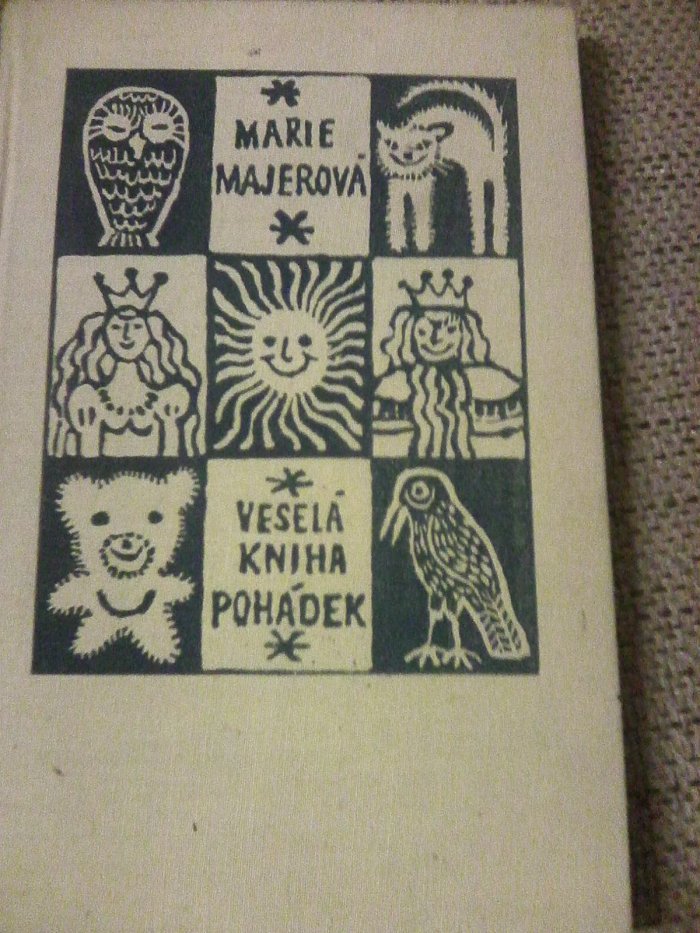 MARIE
MAJEROVÁ
VESELÁ
KNIHA
POHÁDEK